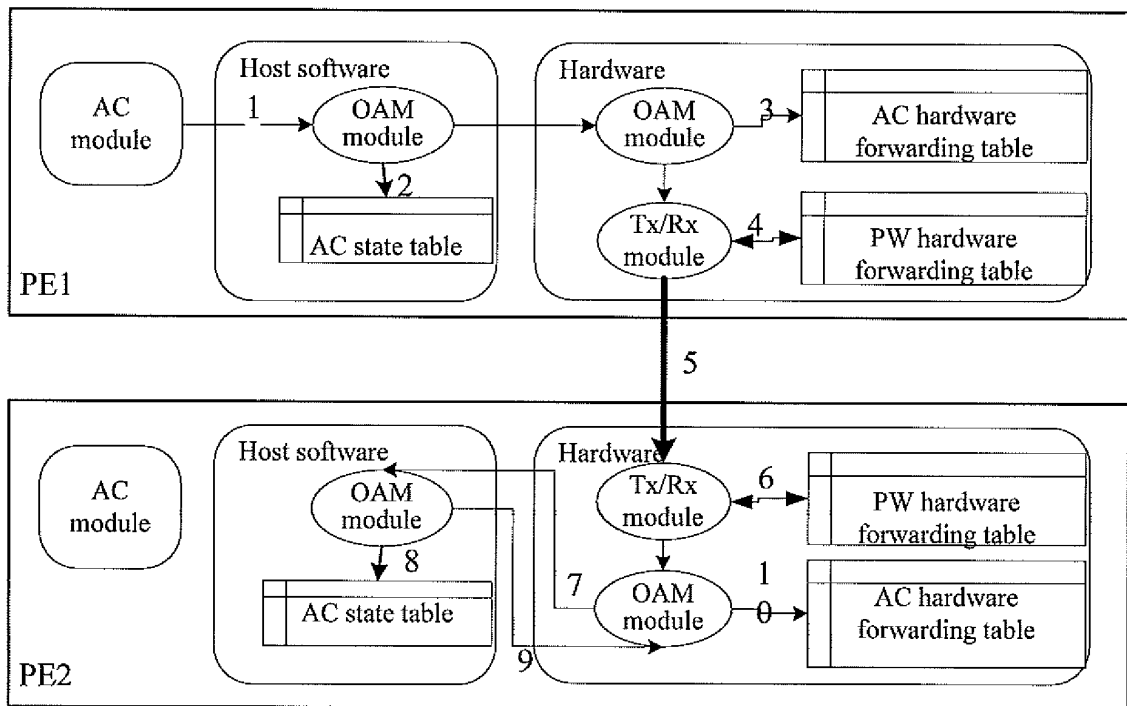 Host software
Hardware
AC
module
1
OAM
module
OAM
module
3
AC hardware
forwarding table
2
AC state table
Tx/Rx
module
4
PW hardware
forwarding table
PE1
5
Host software
Hardware
AC
module
OAM
module
Tx/Rx
module
6
PW hardware
forwarding table
8
AC state table
7
OAM
module
1
0
AC hardware
forwarding table
9
PE2